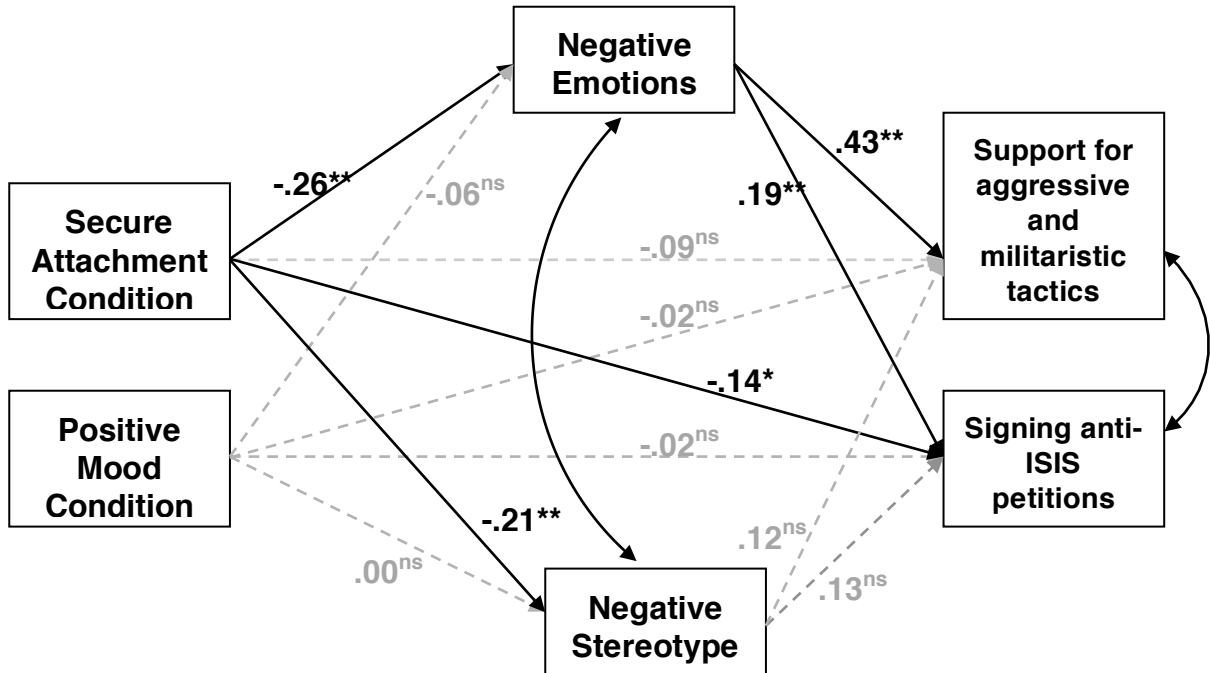 Negative
Emotions
Support for
aggressive
and
militaristic
tactics
.43**
-.26**
-.06ns
.19**
Secure
Attachment
Condition
-.09ns
-.02ns
-.14*
Positive
Mood
Condition
-.02ns
Signing anti-
ISIS
petitions
-.21**
.12ns
.00ns
.13ns
Negative
Stereotype